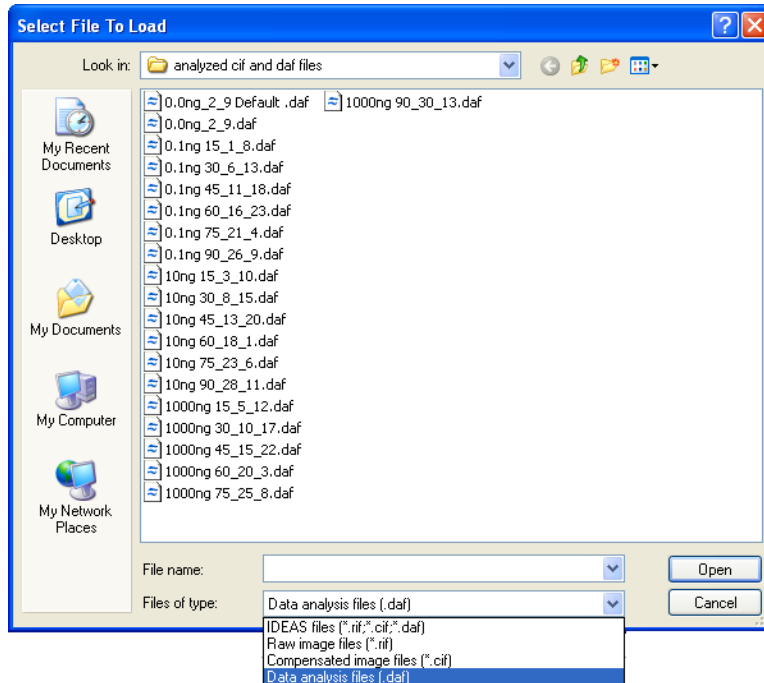 Select File To Load
Look in: analyzed cif and daf files
My Recent
Documents
Desktop
My Documents
My Computer
My Network
Places
0.0ng_2_9 Default .daf
0.0ng_2_9.daf
0.1ng 15_1_8.daf
0.1ng 30_6_13.daf
0.1ng 45_11_18.daf
0.1ng 60_16_23.daf
0.1ng 75_21_4.daf
0.1ng 90_26_9.daf
10ng 15_3_10.daf
10ng 30_8_15.daf
10ng 45_13_20.daf
10ng 60_18_1.daf
10ng 75_23_6.daf
10ng 90_28_11.daf
1000ng 15_5_12.daf
1000ng 30_10_17.daf
1000ng 45_15_22.daf
1000ng 60_20_3.daf
1000ng 75_25_8.daf
1000ng 90_30_13.daf
File name:
Open
Files of type: Data analysis files (.daf)
Cancel
IDEAS files (*.rif;*.cif;*.daf)
Raw image files (*.rif)
Compensated image files (*.cif)
Data analysis files (.daf)